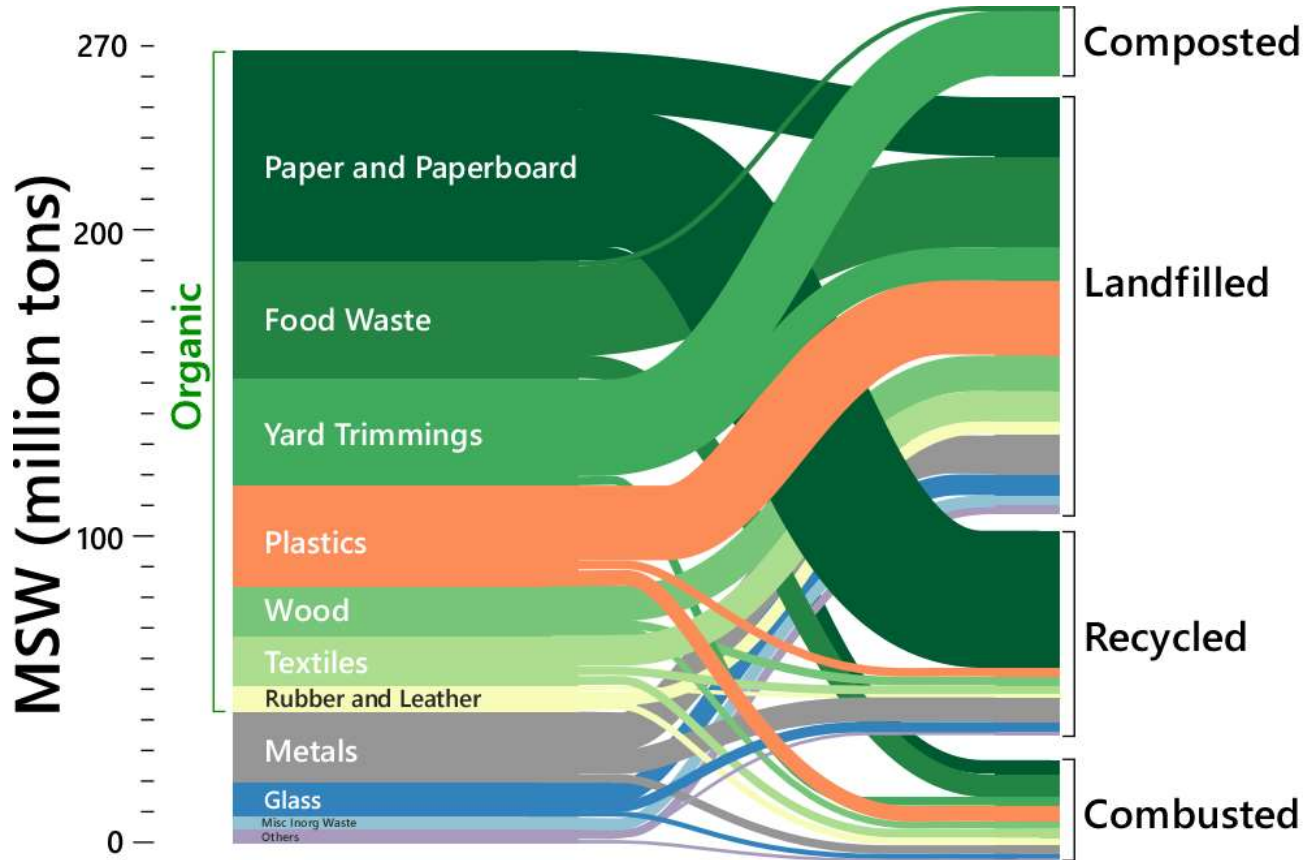 MSW (million tons)
270
200
100
0
Organic
Paper and Paperboard
Food Waste
Yard Trimmings
Plastics
Wood
Textiles
Rubber and Leather
Metals
Glass
Misc Inorg Waste
Others
Composted
Landfilled
Recycled
Combusted